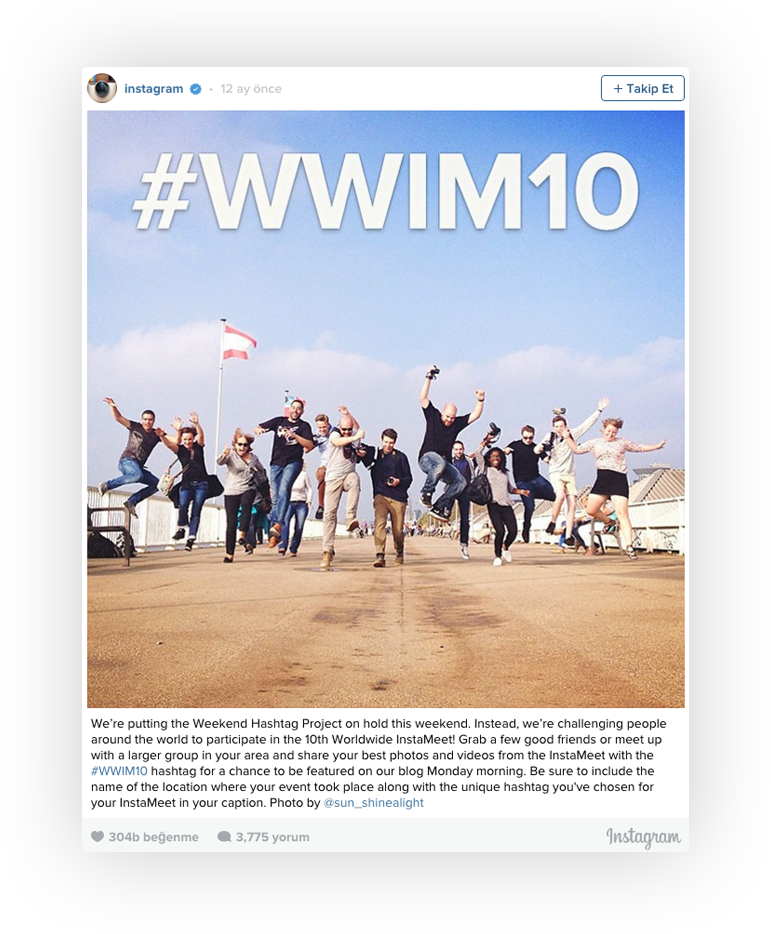 instagram · 12 ay önce
+ Takip Et
#WWIM10
We're putting the Weekend Hashtag Project on hold this weekend. Instead, we're challenging people
around the world to participate in the 10th Worldwide InstaMeet! Grab a few good friends or meet up
with a larger group in your area and share your best photos and videos from the InstaMeet with the
#WWIM10 hashtag for a chance to be featured on our blog Monday morning. Be sure to include the
name of the location where your event took place along with the unique hashtag you've chosen for
your InstaMeet in your caption. Photo by @sun_shinealight
304b beğenme 3,775 yorum
Instagram